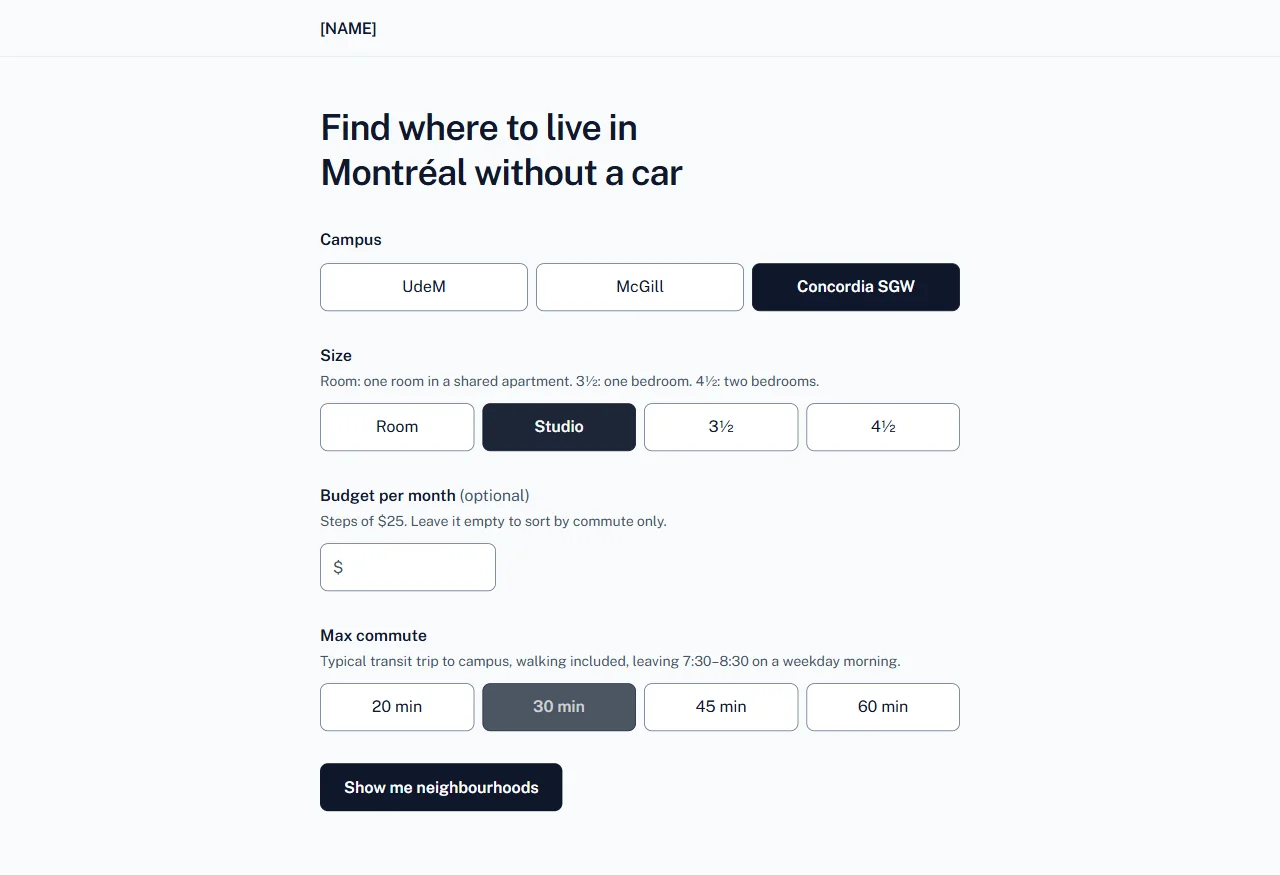 [NAME]
Find where to live in
Montréal without a car
Campus
UdeM
McGill
Concordia SGW
Size
Room: one room in a shared apartment. 3½: one bedroom. 4½: two bedrooms.
Room
Studio
3½
4½
Budget per month (optional)
Steps of $25. Leave it empty to sort by commute only.
$
Max commute
Typical transit trip to campus, walking included, leaving 7:30–8:30 on a weekday morning.
20 min
30 min
45 min
60 min
Show me neighbourhoods